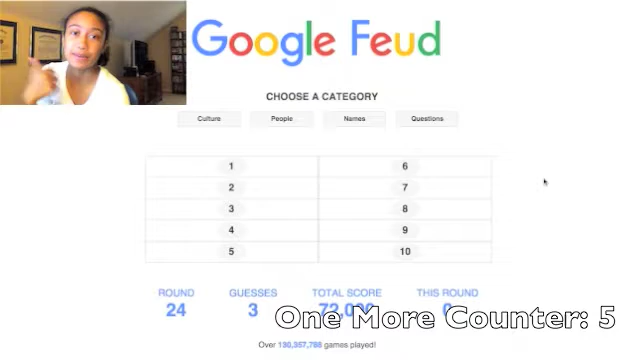 Google Feud
CHOOSE A CATEGORY
Culture People Names Questions
1 6
2 7
3 8
4 9
5 10
ROUND GUESSES TOTAL SCORE THIS ROUND
24 3
One More Counter: 5
Over 130,357,788 games played!